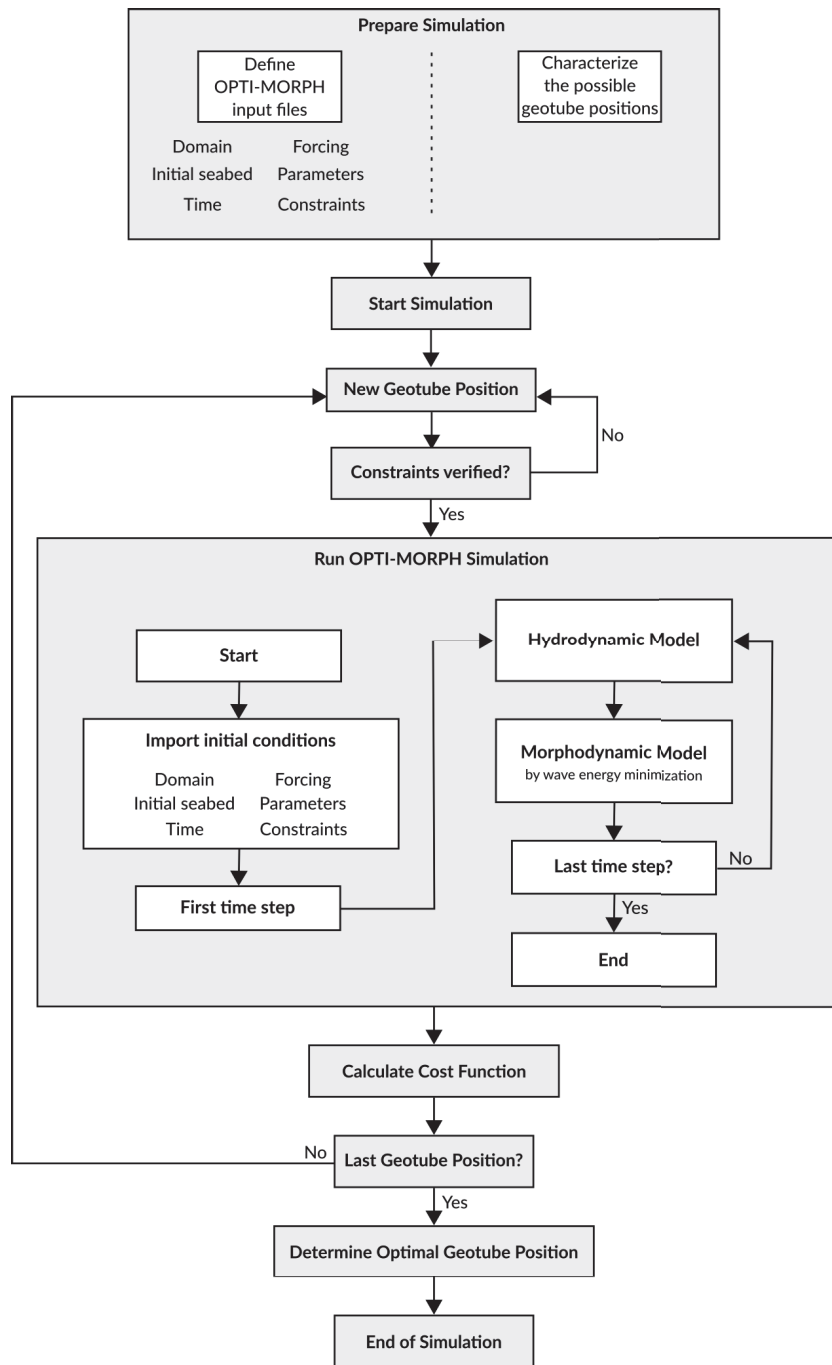 Prepare Simulation
Define
OPTI-MORPH
input files
Characterize
the possible
geotube positions
Domain
Forcing
Initial seabed
Parameters
Time
Constraints
Start Simulation
New Geotube Position
No
Constraints verified?
Yes
Run OPTI-MORPH Simulation
Start
Import initial conditions
Domain
Forcing
Initial seabed
Parameters
Time
Constraints
First time step
Hydrodynamic Model
Morphodynamic Model
by wave energy minimization
Last time step?
No
Yes
End
Calculate Cost Function
No
Last Geotube Position?
Yes
Determine Optimal Geotube Position
End of Simulation